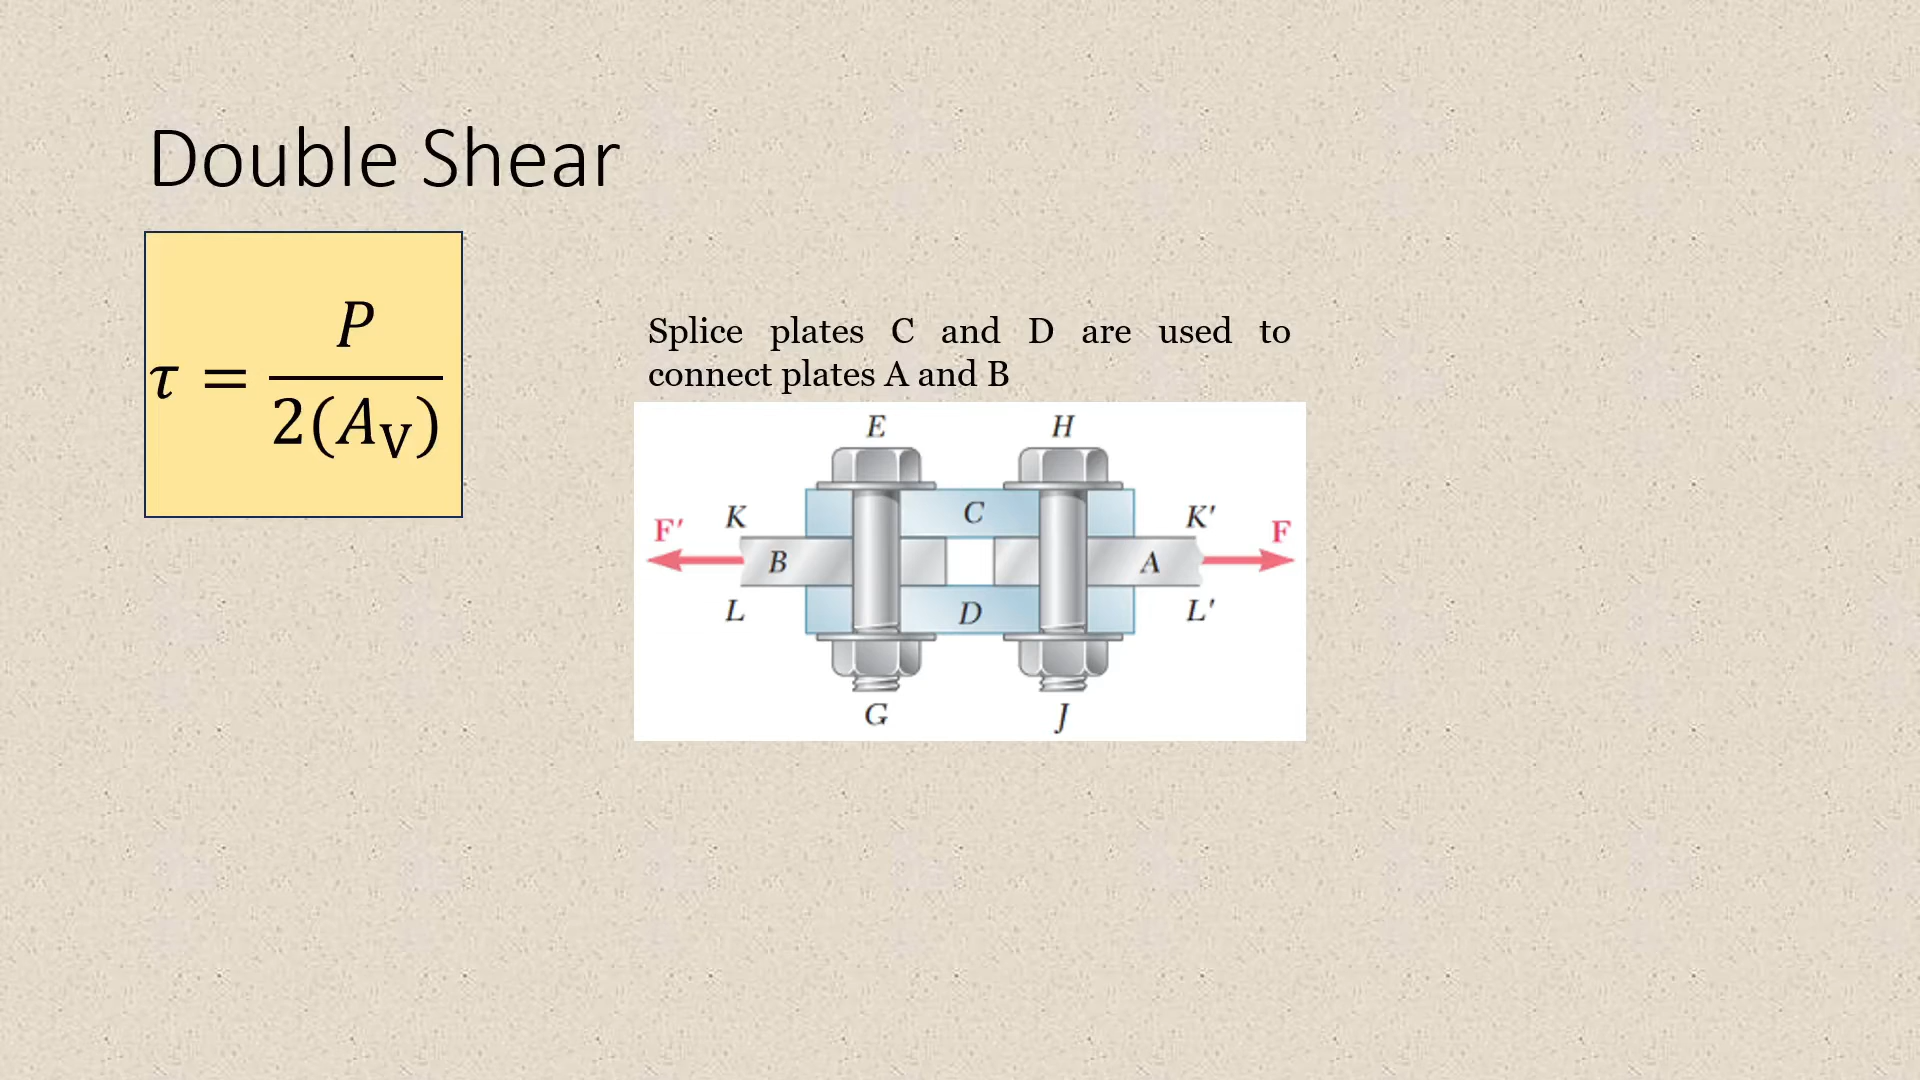 Double Shear
τ = P / 2(A_V)
Splice plates C and D are used to
connect plates A and B
E H
K C K'
F' F
B A
L D L'
G J